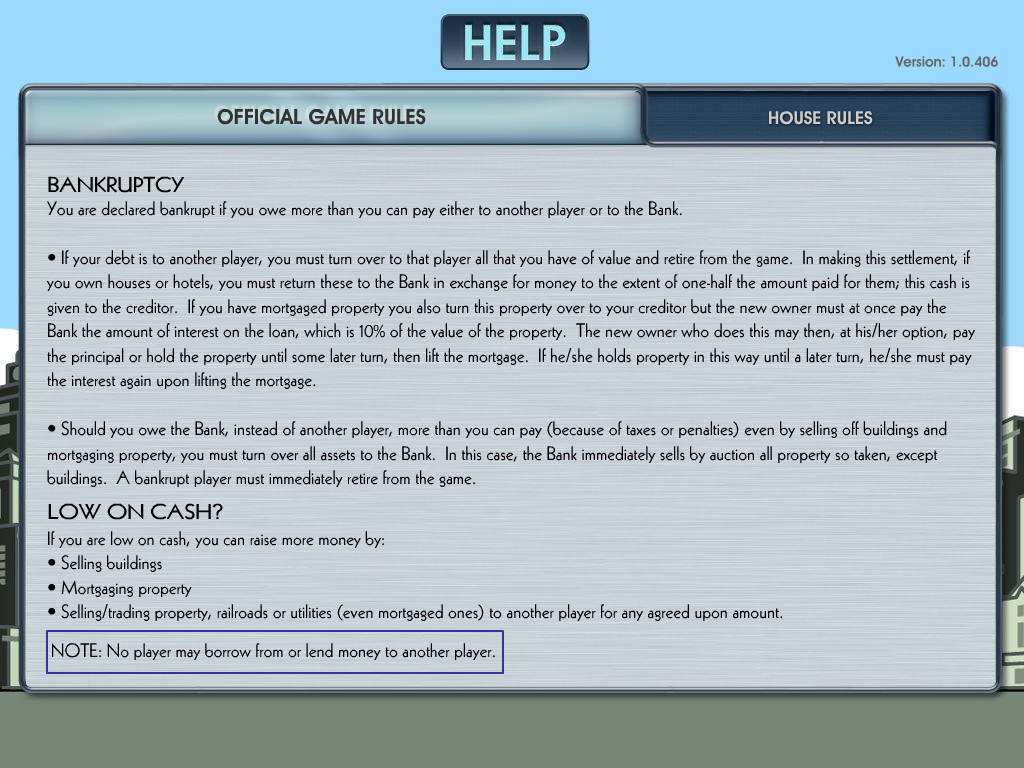 HELP
Version: 1.0.406
OFFICIAL GAME RULES
HOUSE RULES
BANKRUPTCY
You are declared bankrupt if you owe more than you can pay either to another player or to the Bank.
• If your debt is to another player, you must turn over to that player all that you have of value and retire from the game. In making this settlement, if
you own houses or hotels, you must return these to the Bank in exchange for money to the extent of one-half the amount paid for them; this cash is
given to the creditor. If you have mortgaged property you also turn this property over to your creditor but the new owner must at once pay the
Bank the amount of interest on the loan, which is 10% of the value of the property. The new owner who does this may then, at his/her option, pay
the principal or hold the property until some later turn, then lift the mortgage. If he/she holds property in this way until a later turn, he/she must pay
the interest again upon lifting the mortgage.
• Should you owe the Bank, instead of another player, more than you can pay (because of taxes or penalties) even by selling off buildings and
mortgaging property, you must turn over all assets to the Bank. In this case, the Bank immediately sells by auction all property so taken, except
buildings. A bankrupt player must immediately retire from the game.
LOW ON CASH?
If you are low on cash, you can raise more money by:
• Selling buildings
• Mortgaging property
• Selling/trading property, railroads or utilities (even mortgaged ones) to another player for any agreed upon amount.
NOTE: No player may borrow from or lend money to another player.